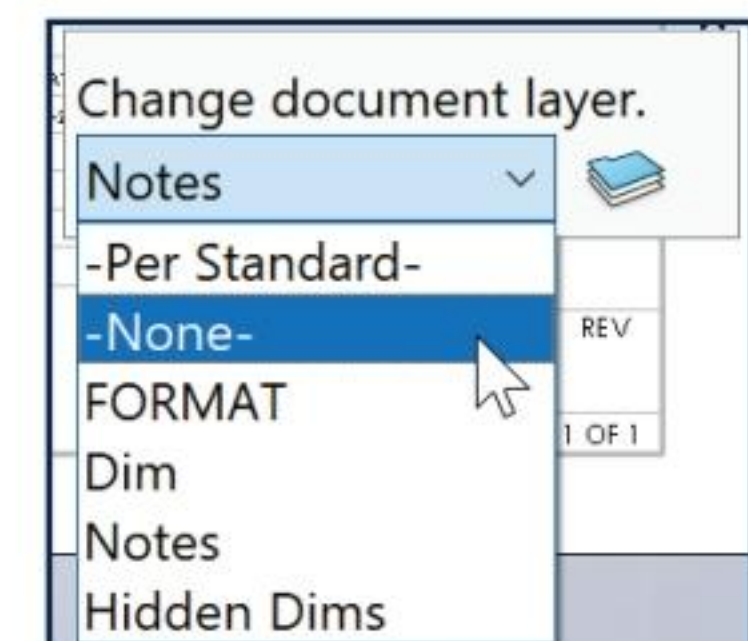 Change document layer.
Notes
-Per Standard-
-None-
REV
FORMAT
1 OF 1
Dim
Notes
Hidden Dims